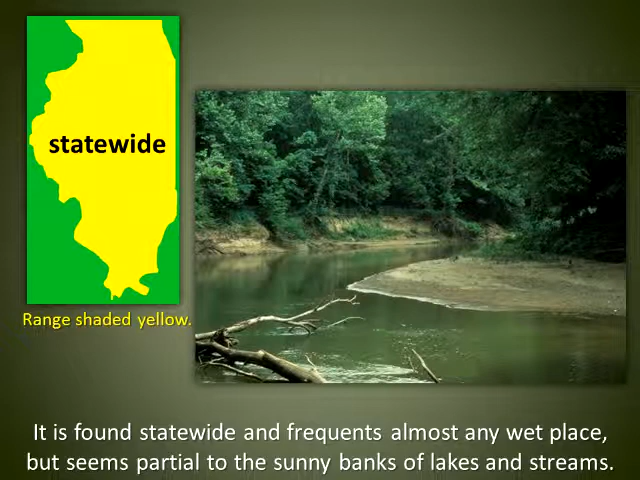 statewide
Range shaded yellow.
It is found statewide and frequents almost any wet place,
but seems partial to the sunny banks of lakes and streams.